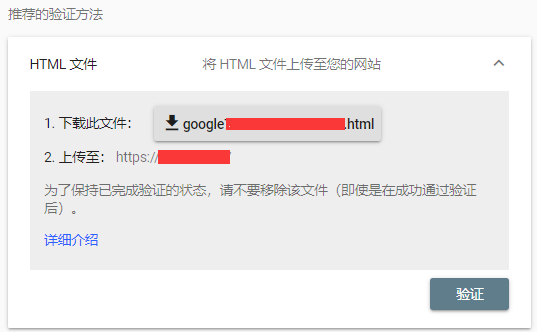 推荐的验证方法
HTML 文件 将 HTML 文件上传至您的网站
1. 下载此文件： google .html
2. 上传至： https://
为了保持已完成验证的状态，请不要移除该文件（即使是在成功通过验证
后）。
详细介绍
验证